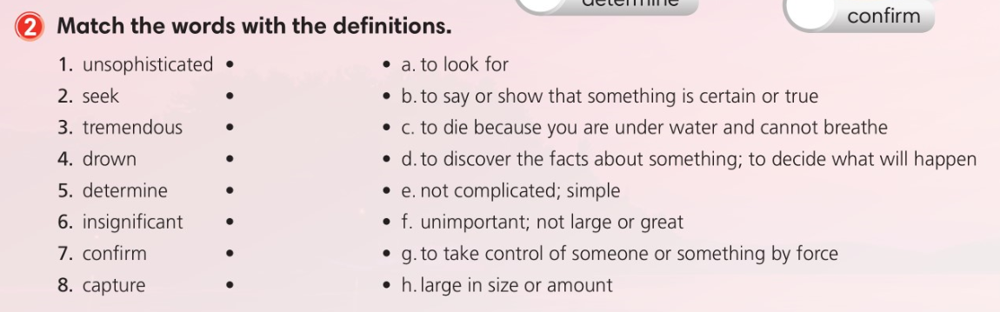 determine
confirm
2 Match the words with the definitions.
1. unsophisticated • • a. to look for
2. seek • • b. to say or show that something is certain or true
3. tremendous • • c. to die because you are under water and cannot breathe
4. drown • • d. to discover the facts about something; to decide what will happen
5. determine • • e. not complicated; simple
6. insignificant • • f. unimportant; not large or great
7. confirm • • g. to take control of someone or something by force
8. capture • • h. large in size or amount